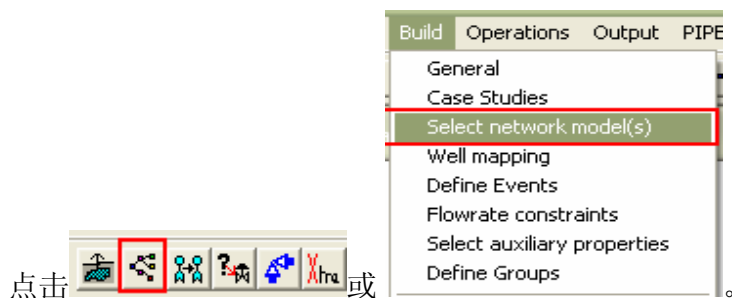 Build Operations Output PIPE
General
Case Studies
Select network model(s)
Well mapping
Define Events
Flowrate constraints
Select auxiliary properties
Define Groups
点击 ? hrq 或 。